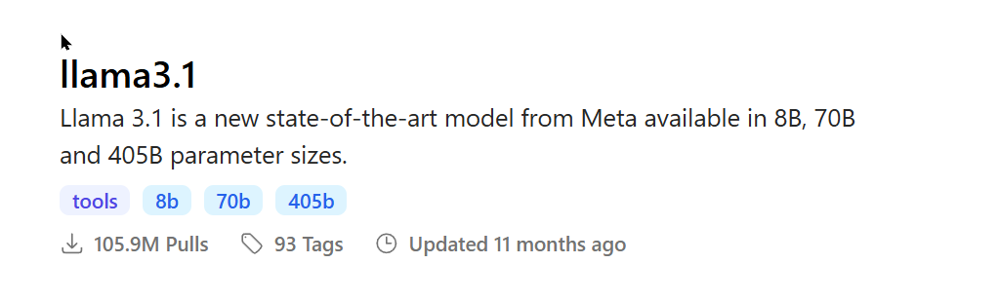 llama3.1
Llama 3.1 is a new state-of-the-art model from Meta available in 8B, 70B
and 405B parameter sizes.
tools 8b 70b 405b
105.9M Pulls 93 Tags Updated 11 months ago